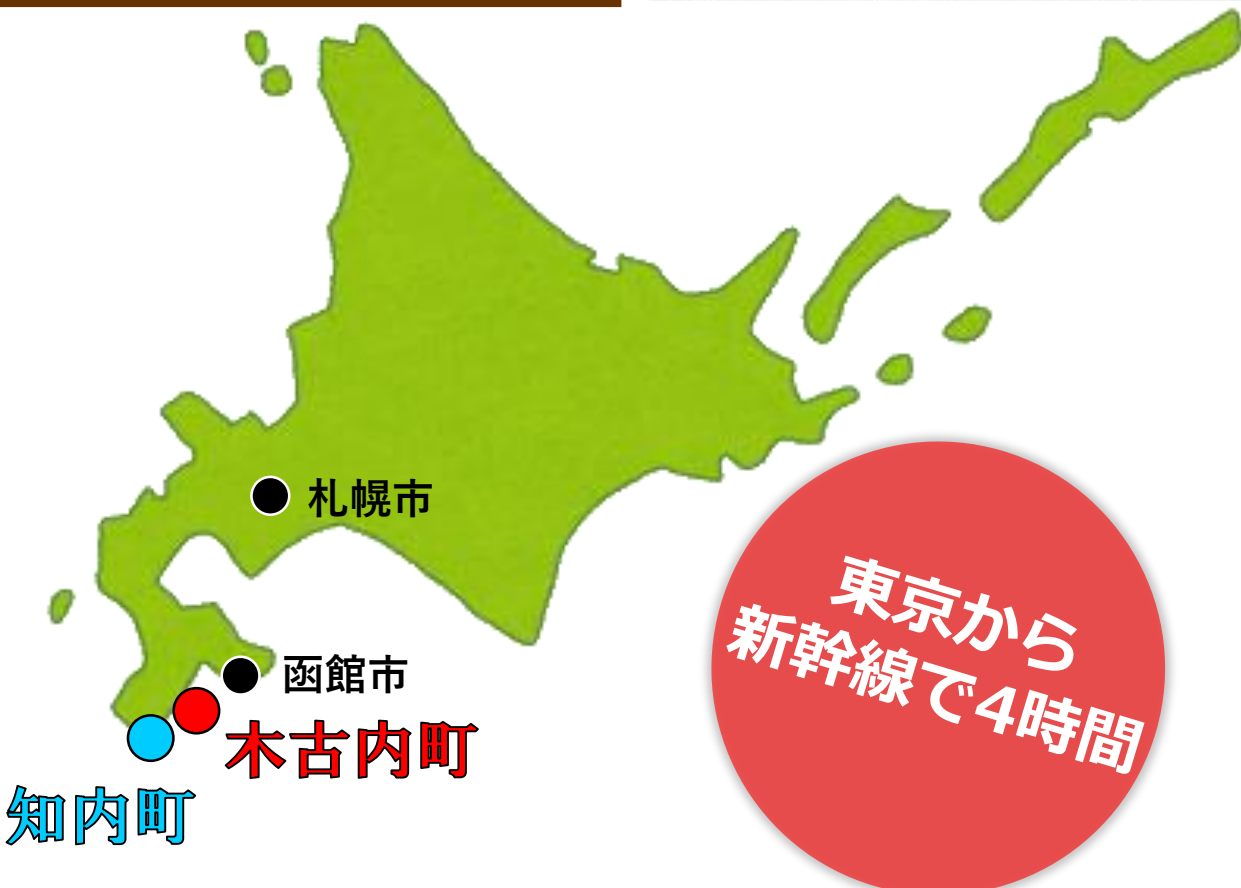 札幌市
函館市
木古内町
知内町
東京から
新幹線で4時間